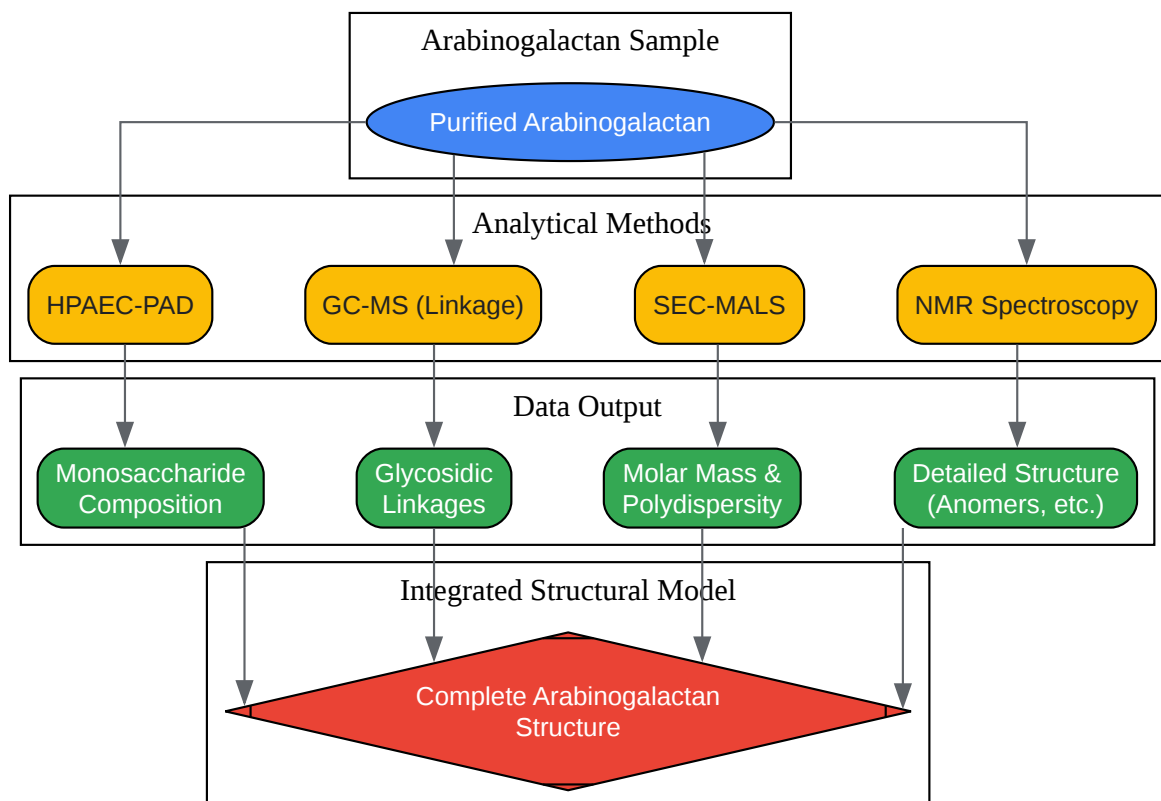 Arabinogalactan Sample
Purified Arabinogalactan
Analytical Methods
HPAEC-PAD
GC-MS (Linkage)
SEC-MALS
NMR Spectroscopy
Data Output
Monosaccharide
Composition
Glycosidic
Linkages
Molar Mass &
Polydispersity
Detailed Structure
(Anomers, etc.)
Integrated Structural Model
Complete Arabinogalactan
Structure